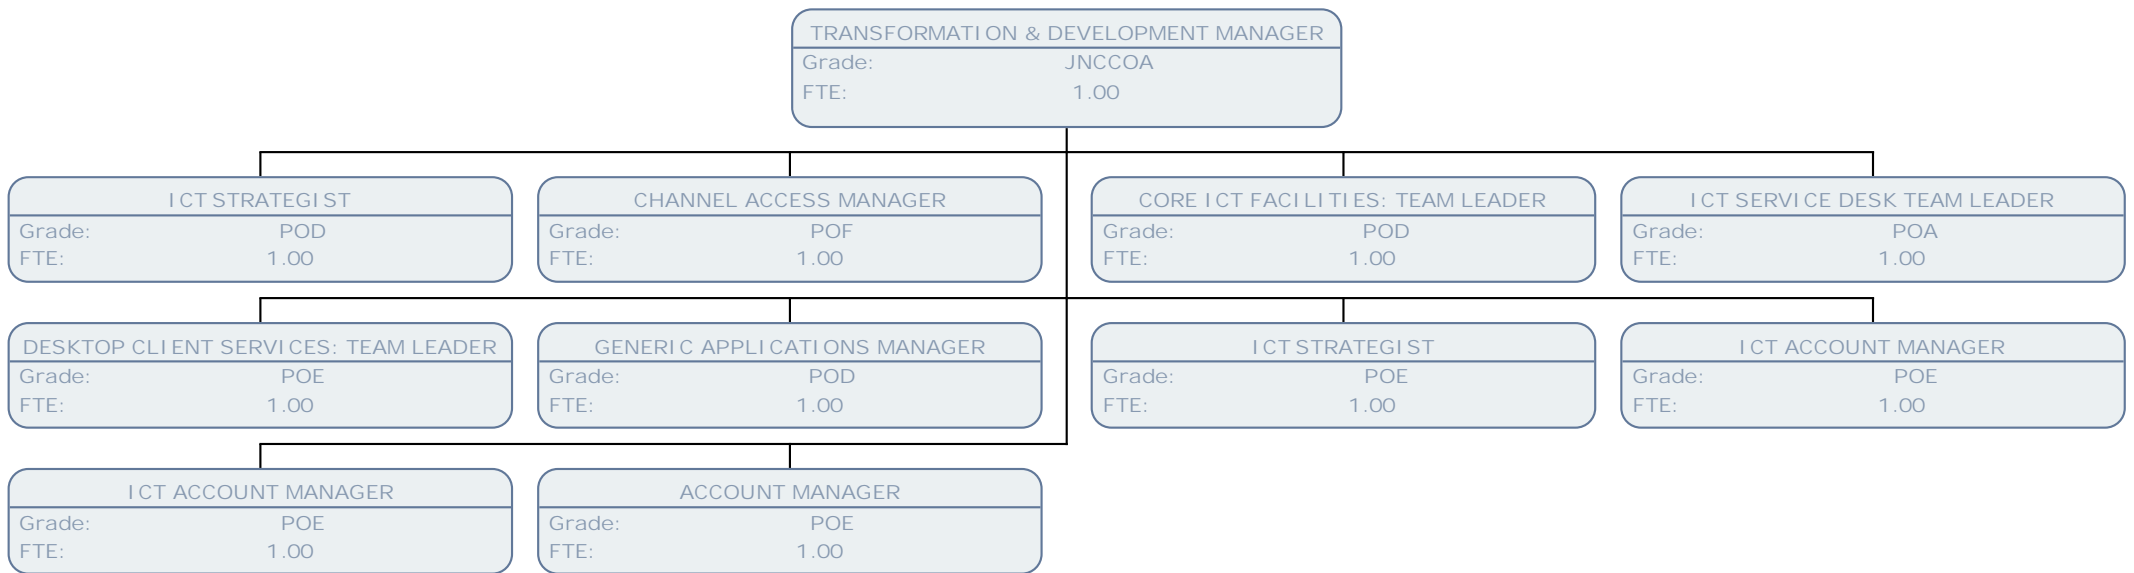 TRANSFORMATION & DEVELOPMENT MANAGER
Grade: JNCCOA
FTE: 1.00
ICT STRATEGIST
Grade: POD
FTE: 1.00
CHANNEL ACCESS MANAGER
Grade: POF
FTE: 1.00
CORE ICT FACILITIES: TEAM LEADER
Grade: POD
FTE: 1.00
ICT SERVICE DESK TEAM LEADER
Grade: POA
FTE: 1.00
DESKTOP CLIENT SERVICES: TEAM LEADER
Grade: POE
FTE: 1.00
GENERIC APPLICATIONS MANAGER
Grade: POD
FTE: 1.00
ICT STRATEGIST
Grade: POE
FTE: 1.00
ICT ACCOUNT MANAGER
Grade: POE
FTE: 1.00
ICT ACCOUNT MANAGER
Grade: POE
FTE: 1.00
ACCOUNT MANAGER
Grade: POE
FTE: 1.00